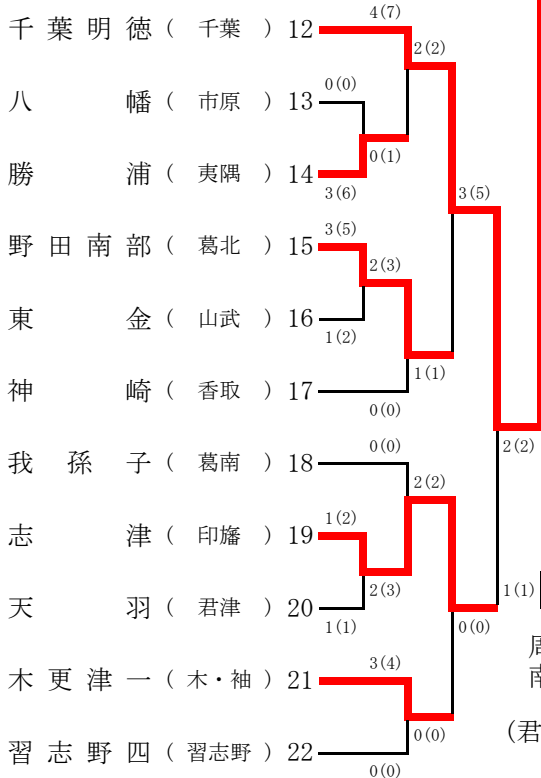 4(7)
千葉明徳(千葉)12
2(2)
0(0)
八幡(市原)13
0(1)
勝浦(夷隅)14
3(6)
3(5)
3(5)
野田南部(葛北)15
2(3)
東金(山武)16
1(2)
1(1)
神崎(香取)17
0(0)
2(2)
0(0)
我孫子(葛南)18
2(2)
1(2)
志津(印旛)19
2(3)
1(1)
天羽(君津)20
1(1)
0(0)
周南
3(4)
木更津一(木・袖)21
0(0)
(君
習志野四(習志野)22
0(0)